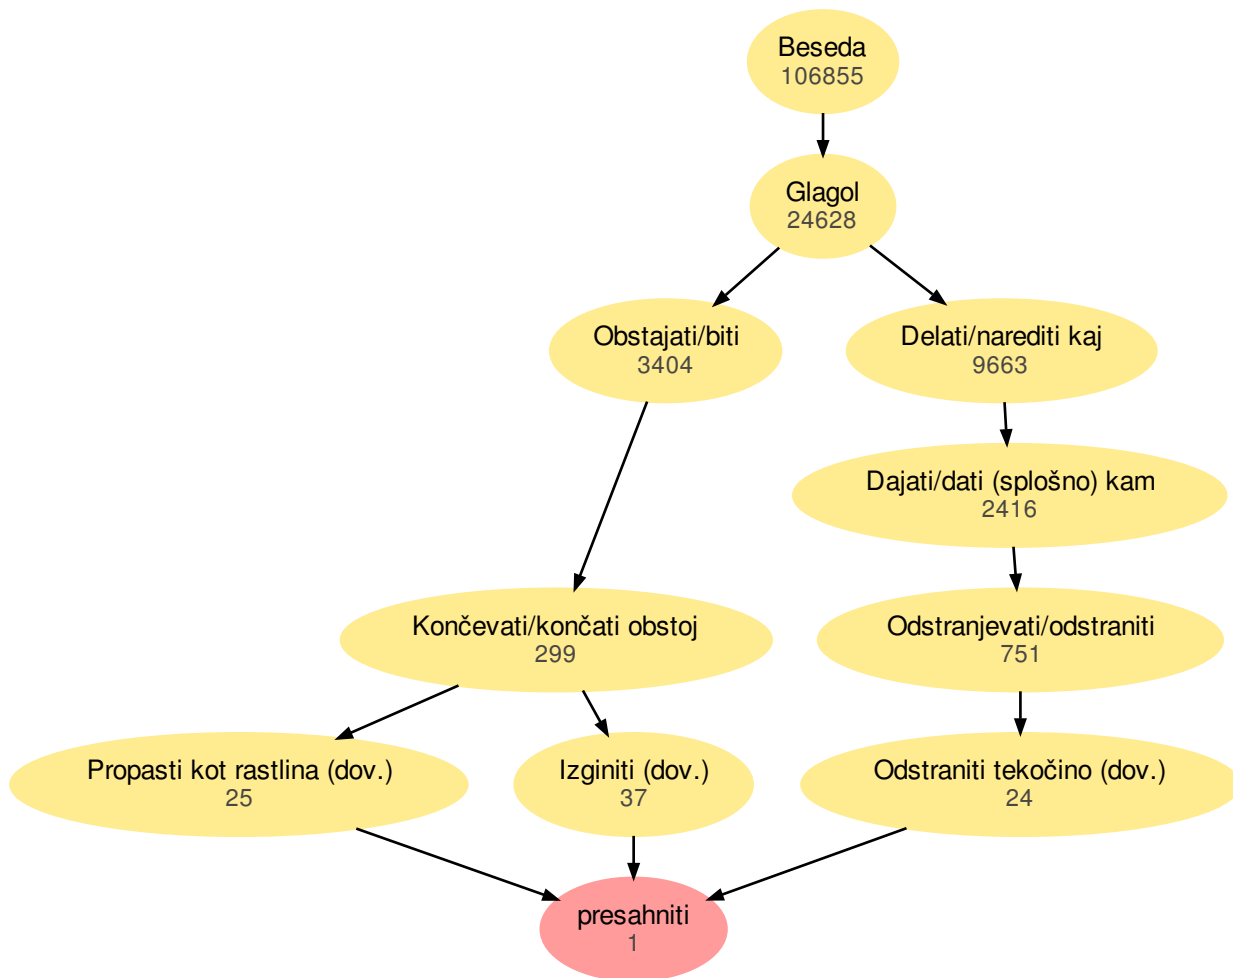 Beseda
106855
Glagol
24628
Obstajati/biti
3404
Delati/narediti kaj
9663
Dajati/dati (splošno) kam
2416
Končevati/končati obstoj
299
Odstranjevati/odstraniti
751
Propasti kot rastlina (dov.)
25
Izginiti (dov.)
37
Odstraniti tekočino (dov.)
24
presahniti
1